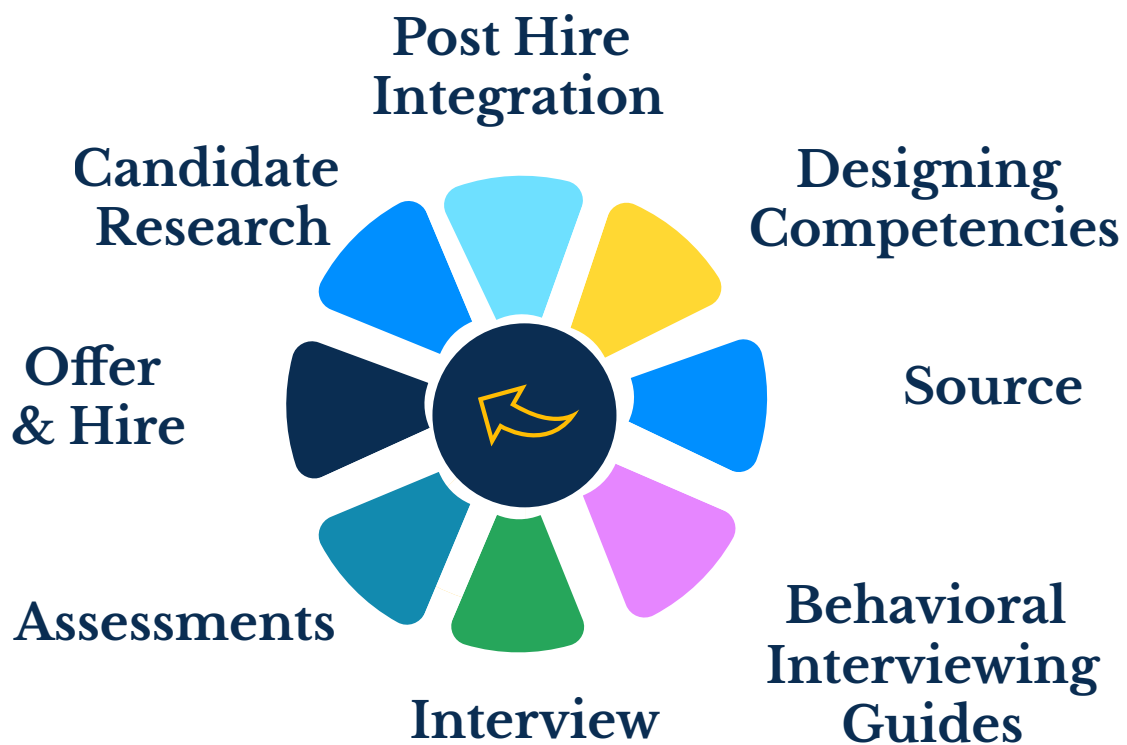 Post Hire
Integration
Designing
Competencies
Source
Behavioral
Interviewing
Guides
Interview
Assessments
Offer
& Hire
Candidate
Research